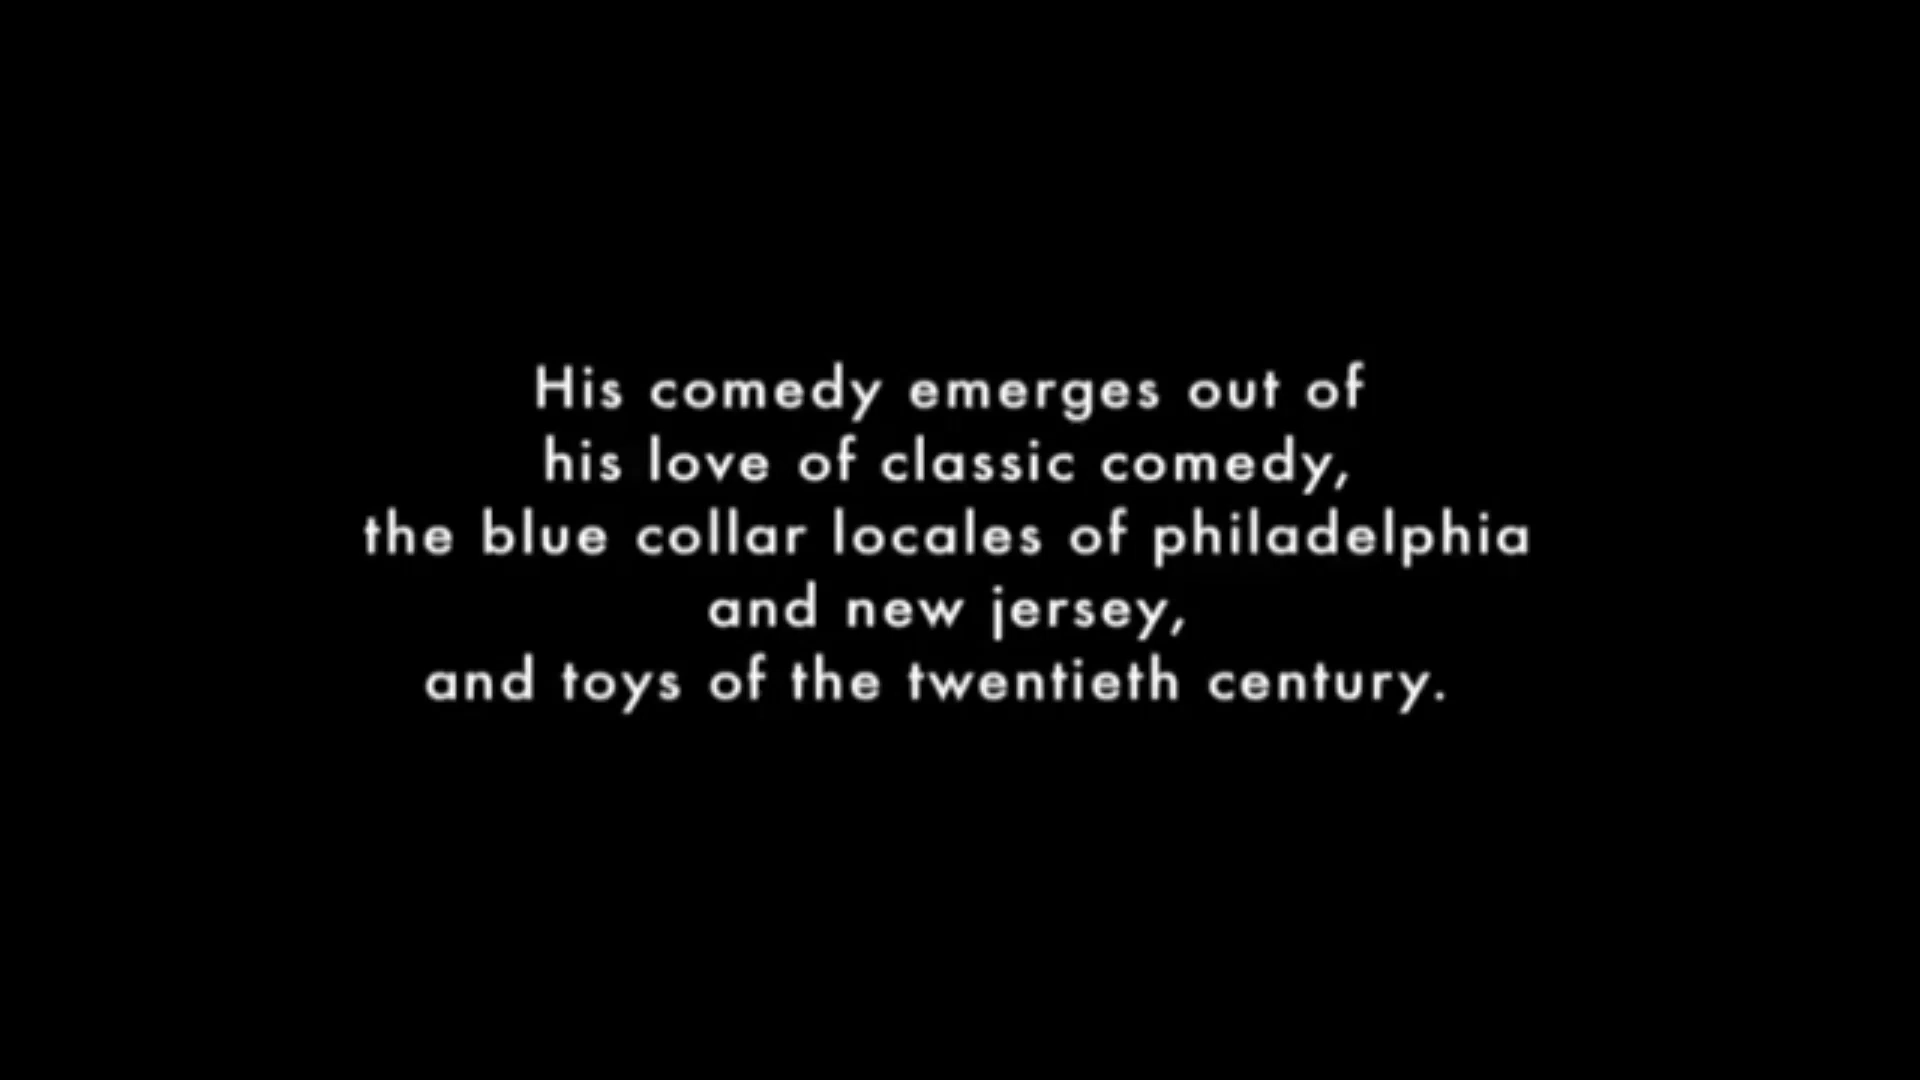 His comedy emerges out of
his love of classic comedy,
the blue collar locales of philadelphia
and new jersey,
and toys of the twentieth century.